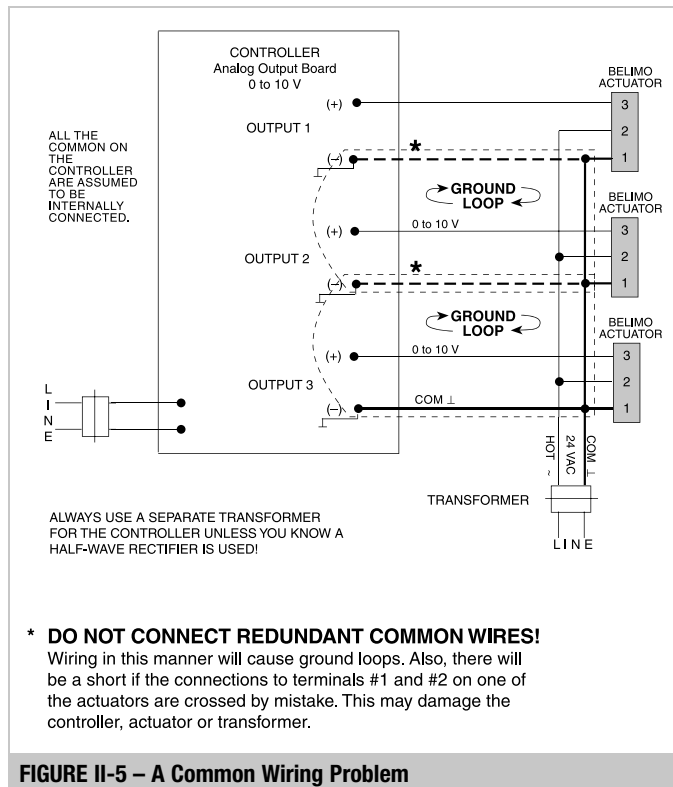 CONTROLLER
Analog Output Board
0 to 10 V
BELIMO
ACTUATOR
(+)
3
OUTPUT 1
2
*
(-)
1
ALL THE
COMMON ON
THE
CONTROLLER
ARE ASSUMED
TO BE
INTERNALLY
CONNECTED.
GROUND
LOOP
BELIMO
ACTUATOR
(+)
0 to 10 V
3
OUTPUT 2
2
*
(-)
1
GROUND
LOOP
BELIMO
ACTUATOR
(+)
0 to 10 V
3
OUTPUT 3
2
(-)
COM ⊥
1
LINE
HOT ~
24 VAC
COM ⊥
TRANSFORMER
LINE
ALWAYS USE A SEPARATE TRANSFORMER
FOR THE CONTROLLER UNLESS YOU KNOW A
HALF-WAVE RECTIFIER IS USED!
* DO NOT CONNECT REDUNDANT COMMON WIRES!
Wiring in this manner will cause ground loops. Also, there will
be a short if the connections to terminals #1 and #2 on one of
the actuators are crossed by mistake. This may damage the
controller, actuator or transformer.
FIGURE II-5 – A Common Wiring Problem